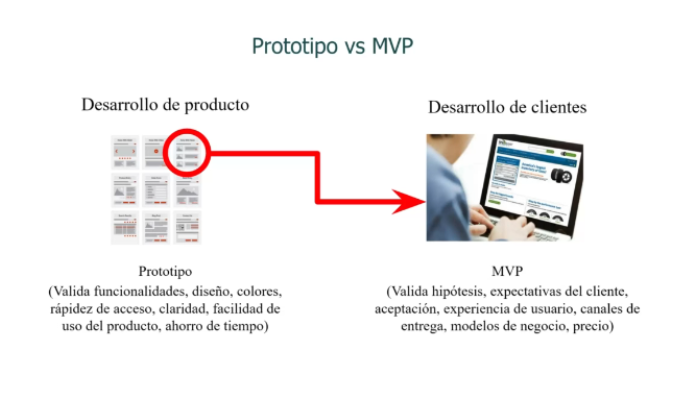 Prototipo vs MVP
Desarrollo de producto
Desarrollo de clientes
Prototipo
(Valida funcionalidades, diseño, colores,
rápidez de acceso, claridad, facilidad de
uso del producto, ahorro de tiempo)
MVP
(Valida hipótesis, expectativas del cliente,
aceptación, experiencia de usuario, canales de
entrega, modelos de negocio, precio)